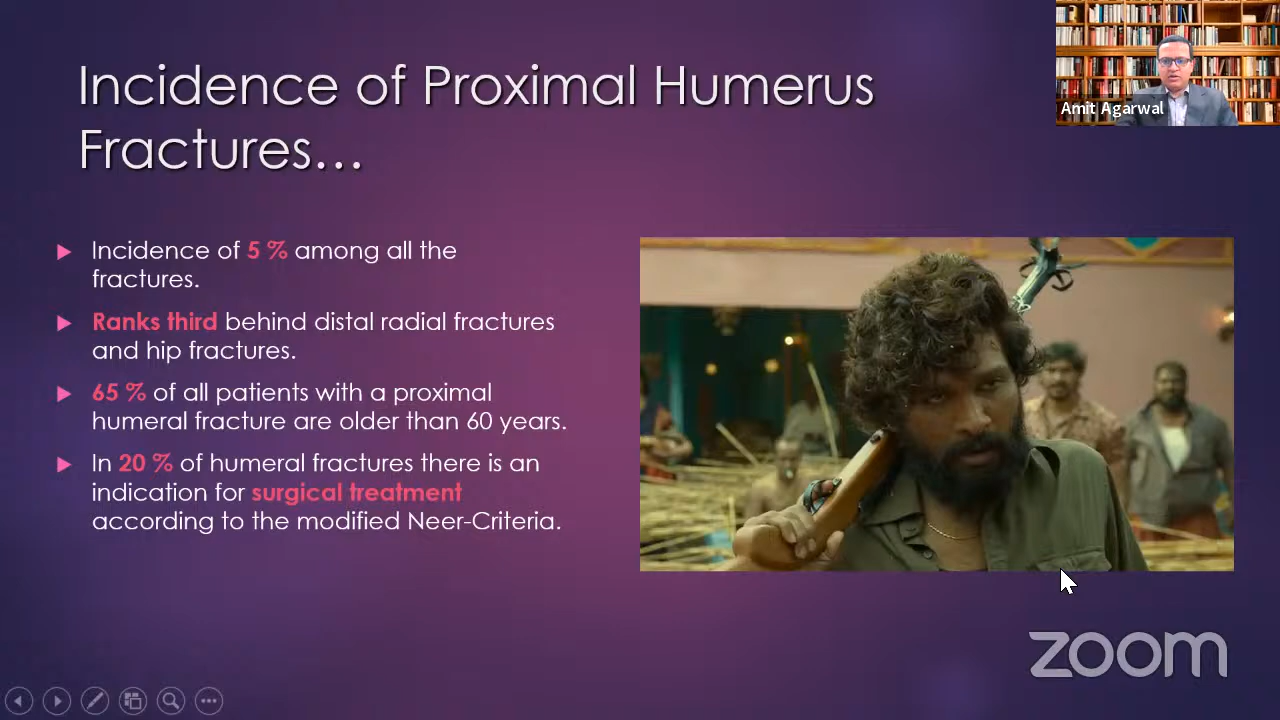 Incidence of Proximal Humerus
Fractures…
Amit Agarwal
Incidence of 5 % among all the
fractures.
Ranks third behind distal radial fractures
and hip fractures.
65 % of all patients with a proximal
humeral fracture are older than 60 years.
In 20 % of humeral fractures there is an
indication for surgical treatment
according to the modified Neer-Criteria.
zoom